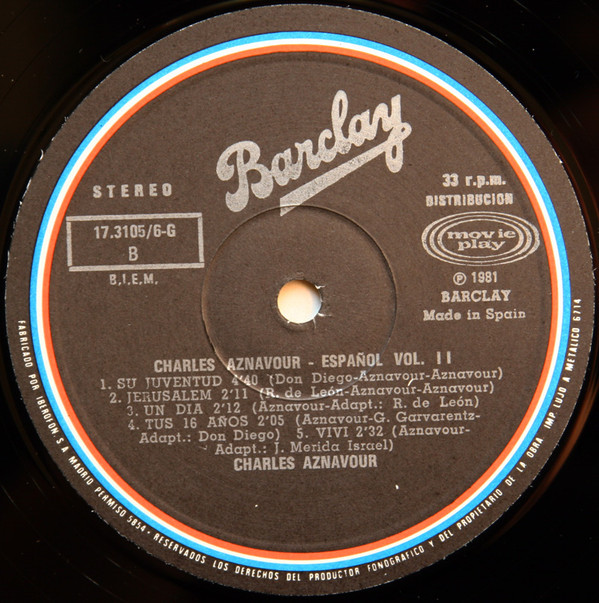 Barclay
STEREO
33 r.p.m.
DISTRIBUCION
17.3105/6-G
B
movie
play
B.I.E.M.
℗ 1981
BARCLAY
Made in Spain
CHARLES AZNAVOUR - ESPAÑOL VOL. II
1. SU JUVENTUD 4'40 (Don Diego-Aznavour-Aznavour)
2. JERUSALEM 2'11 (R. de León-Aznavour-Aznavour)
3. UN DIA 2'12 (Aznavour-Adapt.: R. de León)
4. TUS 16 AÑOS 2'05 (Aznavour-G. Garvarentz-
Adapt.: Don Diego) 5. VIVI 2'32 (Aznavour-
Adapt.: J. Merida Israel)
CHARLES AZNAVOUR
FABRICADO POR IBEROFON S A MADRID PERMISO 5854 - RESERVADOS LOS DERECHOS DEL PRODUCTOR FONOGRAFICO Y DEL PROPIETARIO DE LA OBRA. IMP. LUJO A METALICO 6714